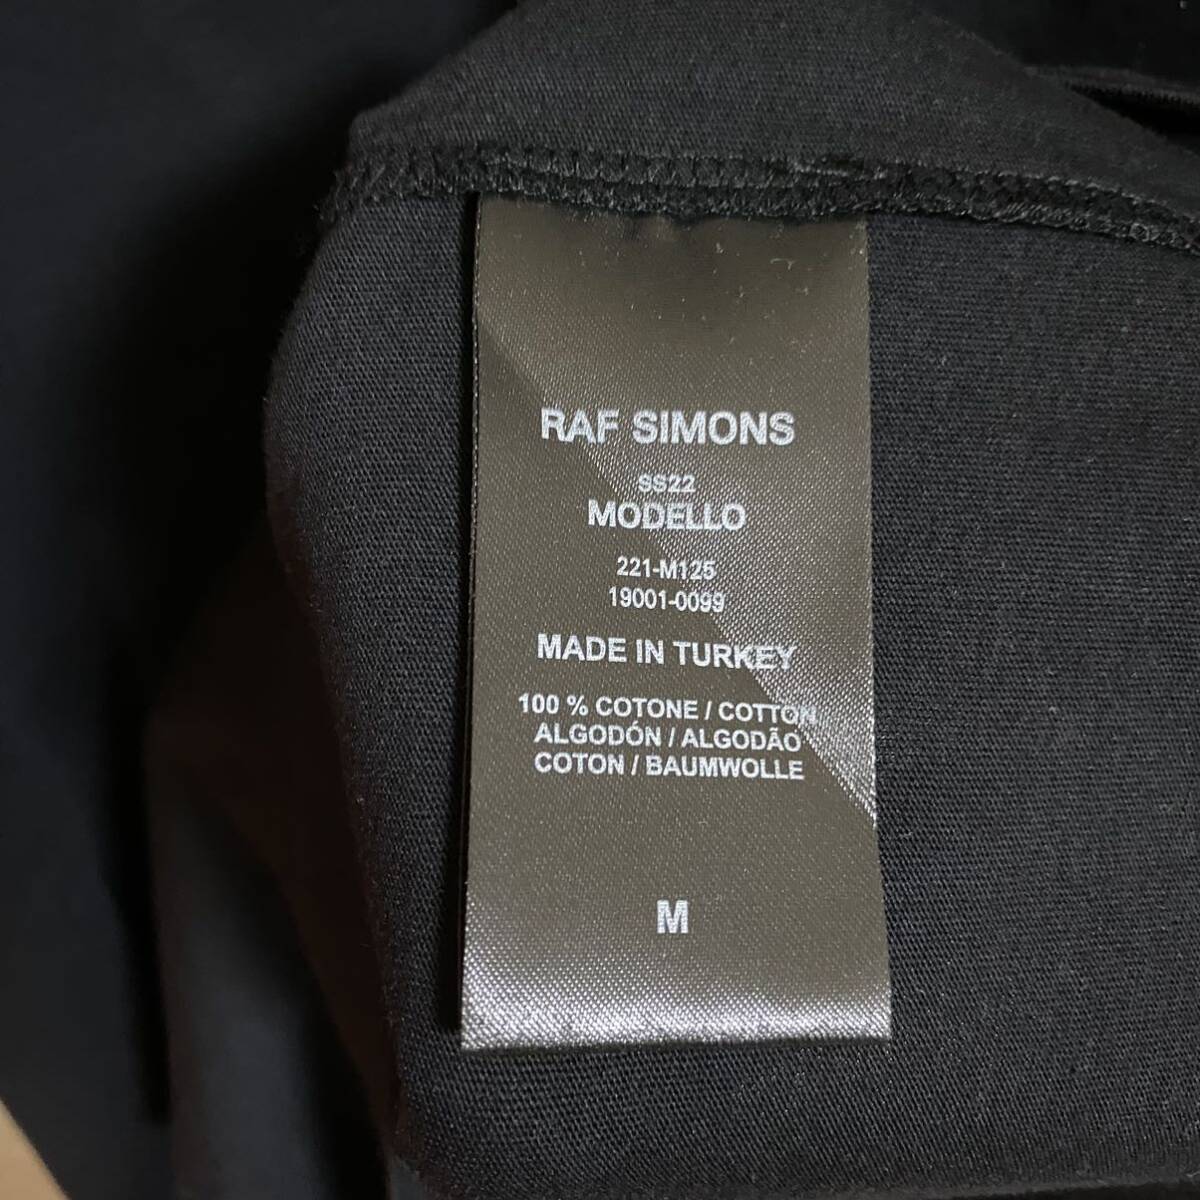 RAF SIMONS
SS22
MODELLO
221-M125
19001-0099
MADE IN TURKEY
100 % COTONE / COTTON
ALGODÓN / ALGODÃO
COTON / BAUMWOLLE
M